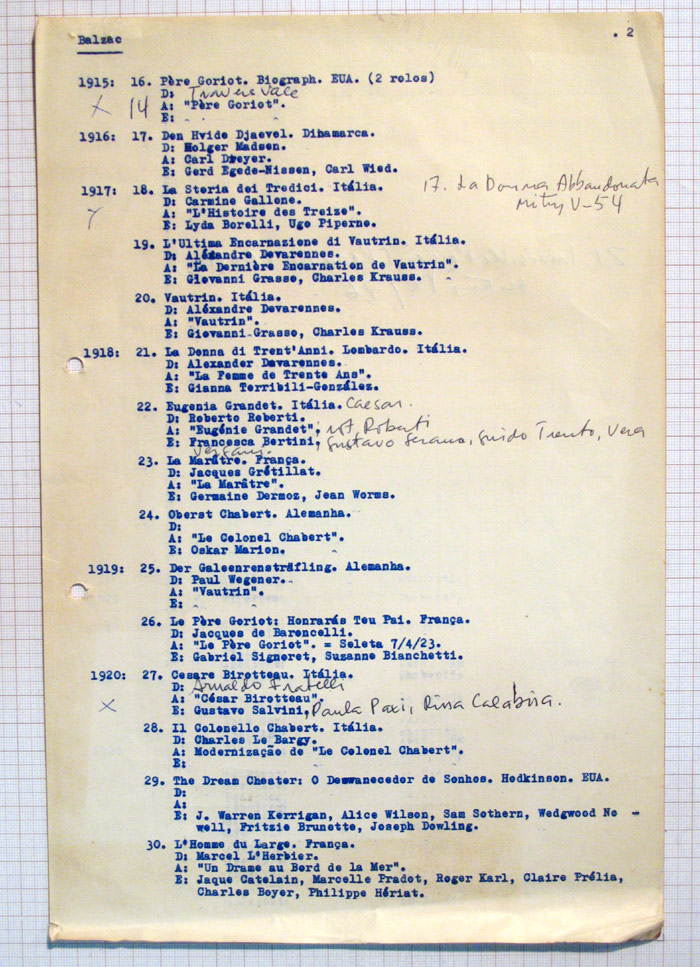 Balzac
. 2
1915: 16. Père Goriot. Biograph. EUA. (2 rolos)
D: Travers Vale
X 14 A: "Père Goriot".
E: - -
1916: 17. Den Hvide Djaevel. Dinamarca.
D: Holger Madsen.
A: Carl Dreyer.
E: Gerd Egede-Nissen, Carl Wied.
1917: 18. La Storia dei Tredici. Itália.
17. La Donna Abbandonata
D: Carmine Gallone.
V-54
A: "L'Histoire des Treize".
E: Lyda Borelli, Ugo Piperno.
19. L'Ultima Encarnazione di Vautrin. Itália.
D: Aléxandre Devarennes.
A: "La Dernière Encarnation de Vautrin".
E: Giovanni Grasso, Charles Krauss.
20. Vautrin. Itália.
D: Aléxandre Devarennes.
A: "Vautrin".
E: Giovanni Grasso, Charles Krauss.
1918: 21. La Donna di Trent'Anni. Lombardo. Itália.
D: Alexander Devarennes.
A: "La Femme de Trente Ans".
E: Gianna Terribili-González.
22. Eugenia Grandet. Itália. Caesar.
D: Roberto Roberti.
A: "Eugénie Grandet", Roberti
E: Francesca Bertini, Gustavo Serena, Guido Trento, Vera
Vergani.
23. La Marâtre. França.
D: Jacques Grétillat.
A: "La Marâtre".
E: Germaine Dermoz, Jean Worms.
24. Oberst Chabert. Alemanha.
D:
A: "Le Colonel Chabert".
E: Oskar Marion.
1919: 25. Der Galeerensträfling. Alemanha.
D: Paul Wegener.
A: "Vautrin".
E: - -
26. Le Père Goriot: Honrarás Teu Pai. França.
D: Jacques de Baroncelli.
A: "Le Père Goriot". = Seleta 7/4/23.
E: Gabriel Signoret, Suzanne Bianchetti.
1920: 27. Cesare Birotteau. Itália.
D: Arnaldo Fratelli
X A: "César Birotteau".
E: Gustavo Salvini, Paula Paxi, Rina Calabria.
28. Il Colonello Chabert. Itália.
D: Charles Le Bargy.
A: Modernização de "Le Colonel Chabert".
E:
29. The Dream Cheater: O Desvanecedor de Sonhos. Hodkinson. EUA.
D:
A:
E: J. Warren Kerrigan, Alice Wilson, Sam Sothern, Wedgwood No -
well, Fritzie Brunette, Joseph Dowling.
30. L'Homme du Large. França.
D: Marcel L'Herbier.
A: "Un Drame au Bord de la Mer".
E: Jaque Catelain, Marcelle Pradot, Roger Karl, Claire Prélia,
Charles Boyer, Philippe Hériat.